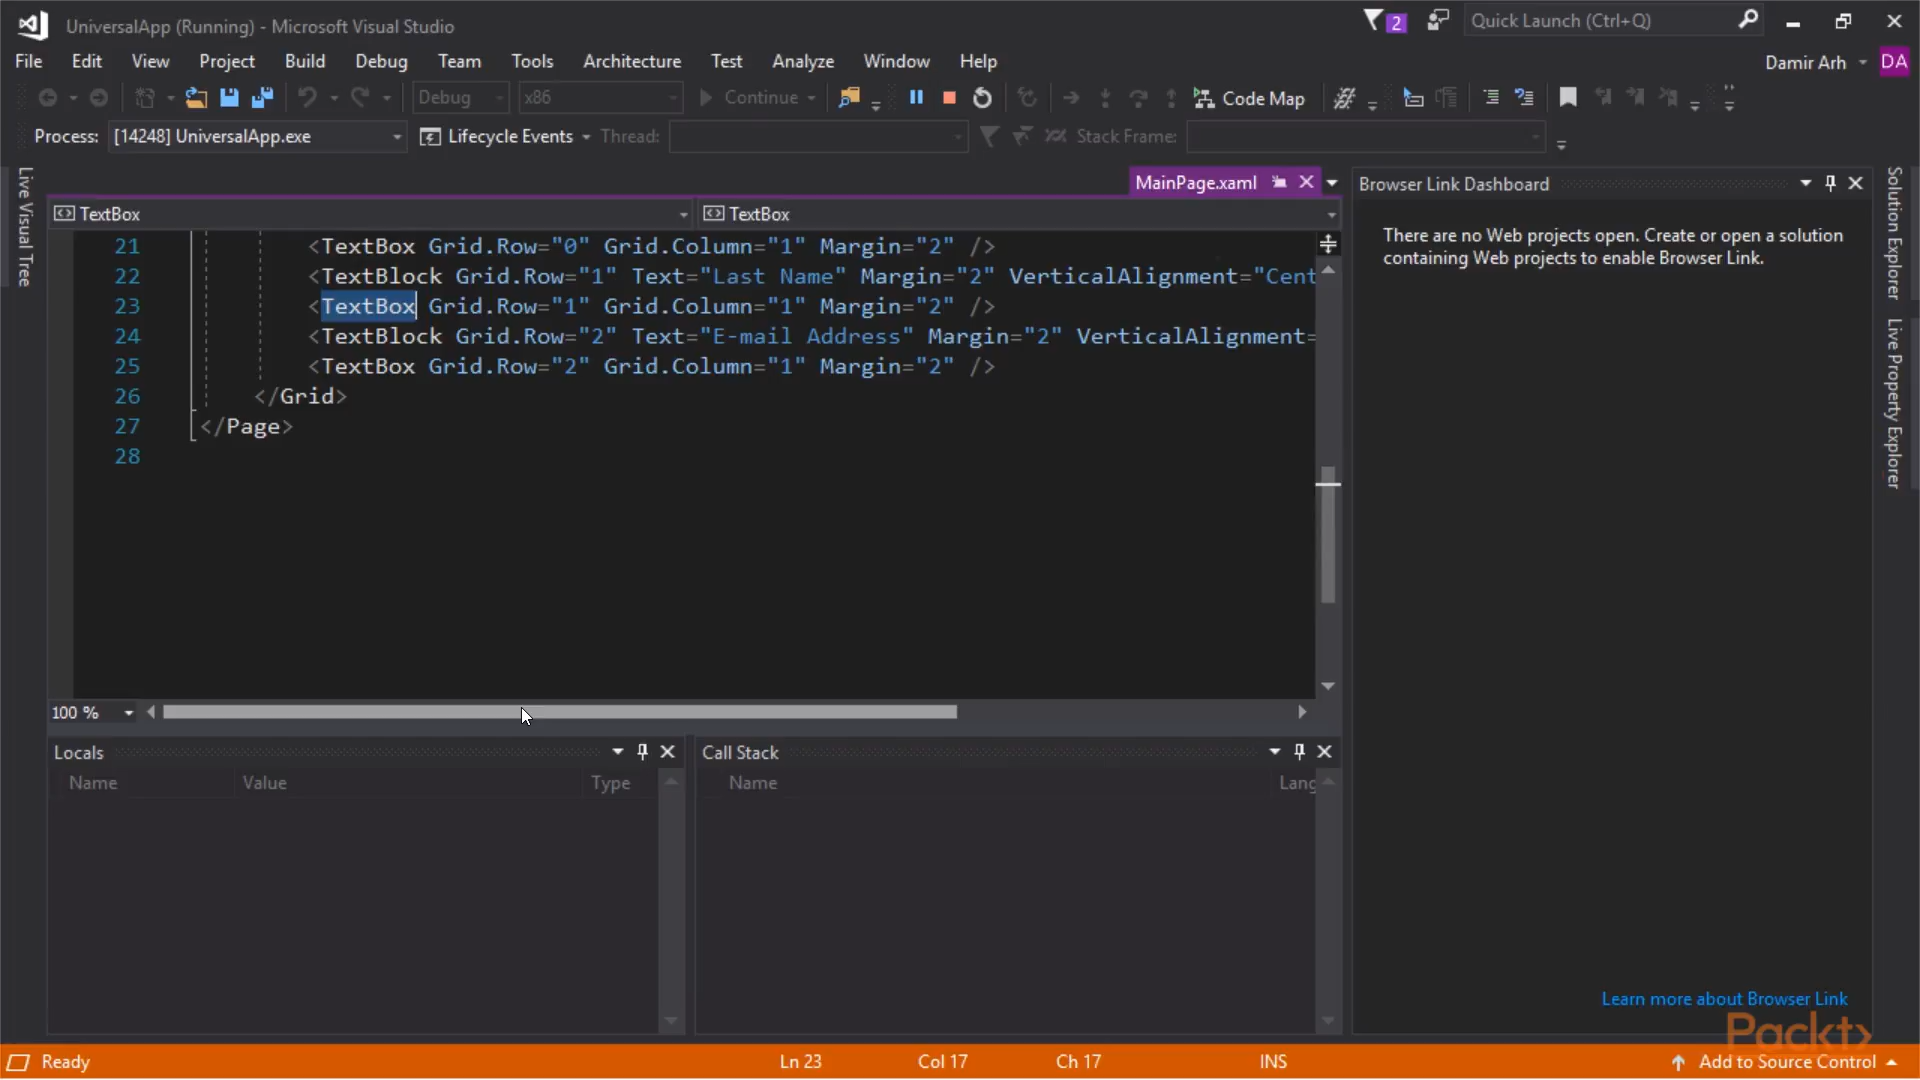 UniversalApp (Running) - Microsoft Visual Studio
2
Quick Launch (Ctrl+Q)
File Edit View Project Build Debug Team Tools Architecture Test Analyze Window Help
Damir Arh DA
Debug x86 Continue Code Map
Process: [14248] UniversalApp.exe Lifecycle Events Thread: Stack Frame:
Live Visual Tree
MainPage.xaml
TextBox TextBox
21 <TextBox Grid.Row="0" Grid.Column="1" Margin="2" />
22 <TextBlock Grid.Row="1" Text="Last Name" Margin="2" VerticalAlignment="Cent
23 <TextBox Grid.Row="1" Grid.Column="1" Margin="2" />
24 <TextBlock Grid.Row="2" Text="E-mail Address" Margin="2" VerticalAlignment=
25 <TextBox Grid.Row="2" Grid.Column="1" Margin="2" />
26 </Grid>
27 </Page>
28
100 %
Locals
Name Value Type
Call Stack
Name Lang
Browser Link Dashboard
There are no Web projects open. Create or open a solution
containing Web projects to enable Browser Link.
Learn more about Browser Link
Solution Explorer
Live Property Explorer
Packt>
Ready Ln 23 Col 17 Ch 17 INS Add to Source Control